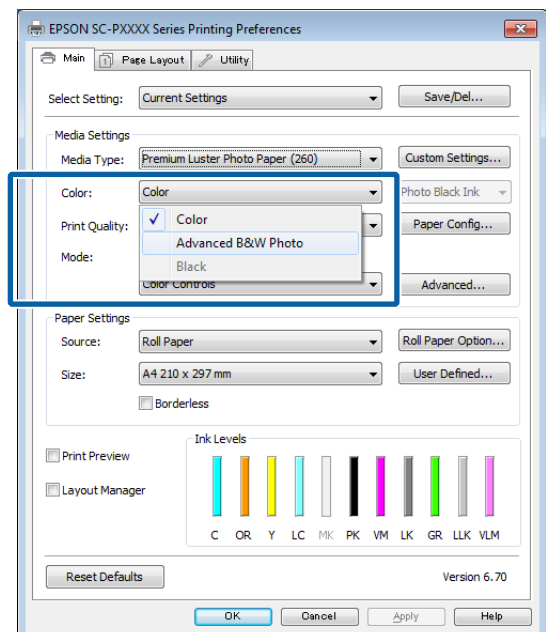 EPSON SC-PXXXX Series Printing Preferences
Main Page Layout Utility
Select Setting: Current Settings Save/Del...
Media Settings
Media Type: Premium Luster Photo Paper (260) Custom Settings...
Color: Color Photo Black Ink
Print Quality: Paper Config...
Color
Advanced B&W Photo
Mode:
Black
Color Controls Advanced...
Paper Settings
Source: Roll Paper Roll Paper Option...
Size: A4 210 x 297 mm User Defined...
Borderless
Ink Levels
Print Preview
Layout Manager
C OR Y LC MK PK VM LK GR LLK VLM
Reset Defaults Version 6.70
OK Cancel Apply Help